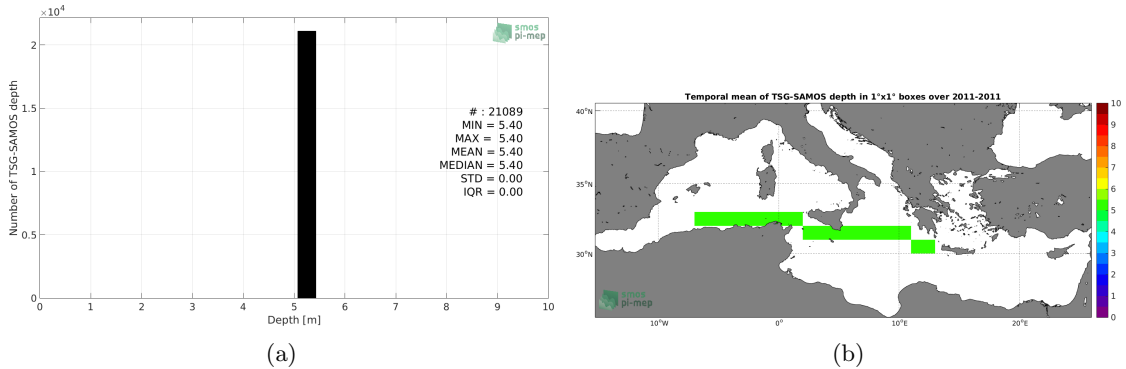 ×10⁴
smos
pi-mep
2
1.5
1
0.5
0
Number of TSG-SAMOS depth
# : 21089
MIN = 5.40
MAX = 5.40
MEAN = 5.40
MEDIAN = 5.40
STD = 0.00
IQR = 0.00
0 1 2 3 4 5 6 7 8 9 10
Depth [m]
(a)
Temporal mean of TSG-SAMOS depth in 1°x1° boxes over 2011-2011
40°N
35°N
30°N
10°W 0° 10°E 20°E
10
9
8
7
6
5
4
3
2
1
0
smos
pi-mep
(b)